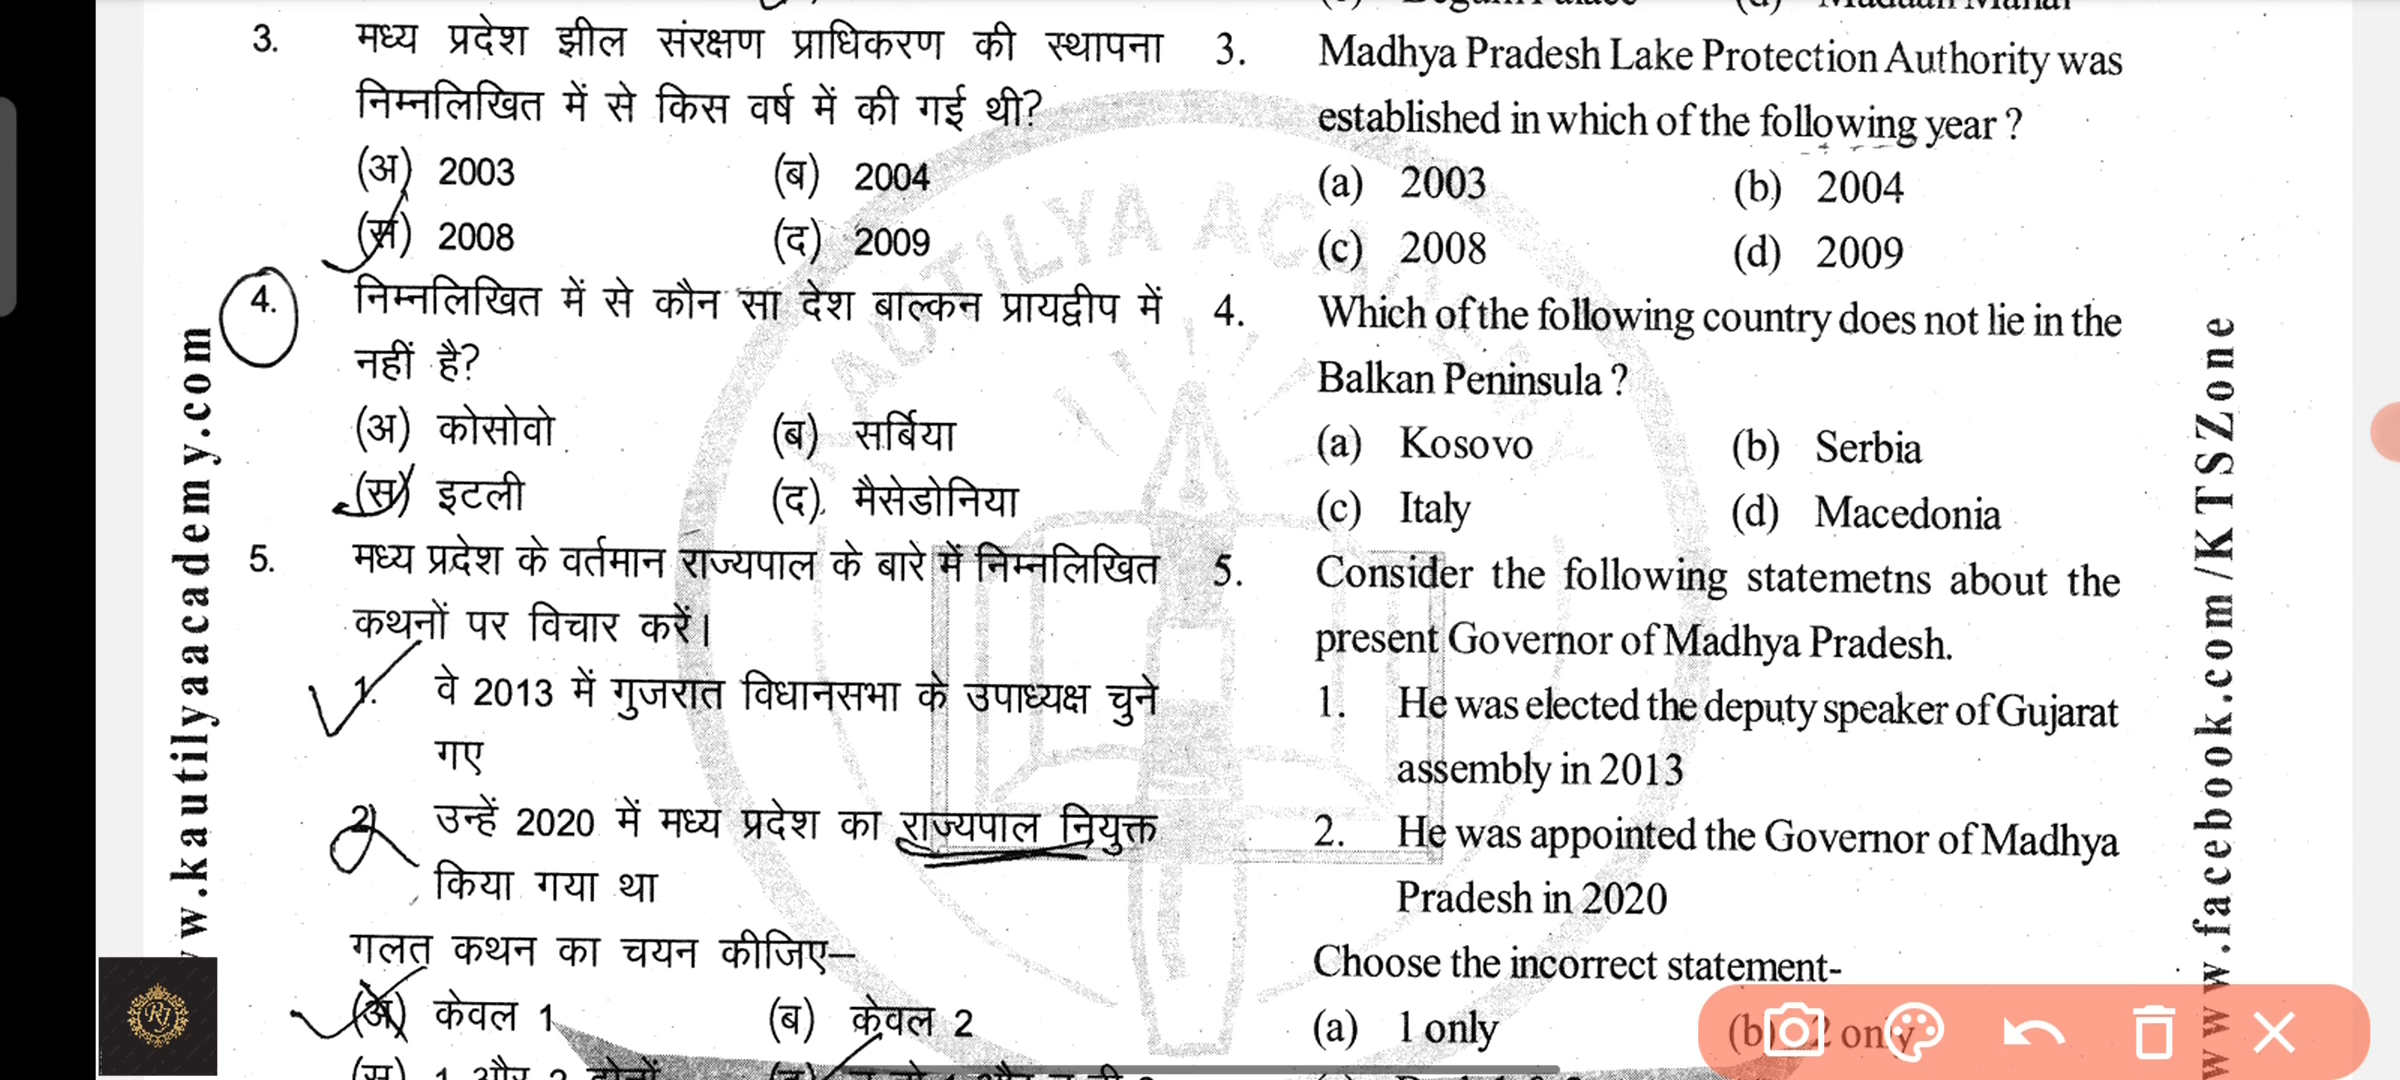 3. मध्य प्रदेश झील संरक्षण प्राधिकरण की स्थापना
निम्नलिखित में से किस वर्ष में की गई थी?
(अ) 2003 (ब) 2004
(स) 2008 (द) 2009
4. निम्नलिखित में से कौन सा देश बाल्कन प्रायद्वीप में
नहीं है?
(अ) कोसोवो (ब) सर्बिया
(स) इटली (द) मैसेडोनिया
5. मध्य प्रदेश के वर्तमान राज्यपाल के बारे में निम्नलिखित
कथनों पर विचार करें।
1. वे 2013 में गुजरात विधानसभा के उपाध्यक्ष चुने
गए
2. उन्हें 2020 में मध्य प्रदेश का राज्यपाल नियुक्त
किया गया था
गलत कथन का चयन कीजिए–
(अ) केवल 1 (ब) केवल 2
3. Madhya Pradesh Lake Protection Authority was
established in which of the following year ?
(a) 2003 (b) 2004
(c) 2008 (d) 2009
4. Which of the following country does not lie in the
Balkan Peninsula ?
(a) Kosovo (b) Serbia
(c) Italy (d) Macedonia
5. Consider the following statemetns about the
present Governor of Madhya Pradesh.
1. He was elected the deputy speaker of Gujarat
assembly in 2013
2. He was appointed the Governor of Madhya
Pradesh in 2020
Choose the incorrect statement-
(a) 1 only (b) 2 only
w.kautilyaacademy.com
www.facebook.com/KTSZone
KAUTILYA
RJ